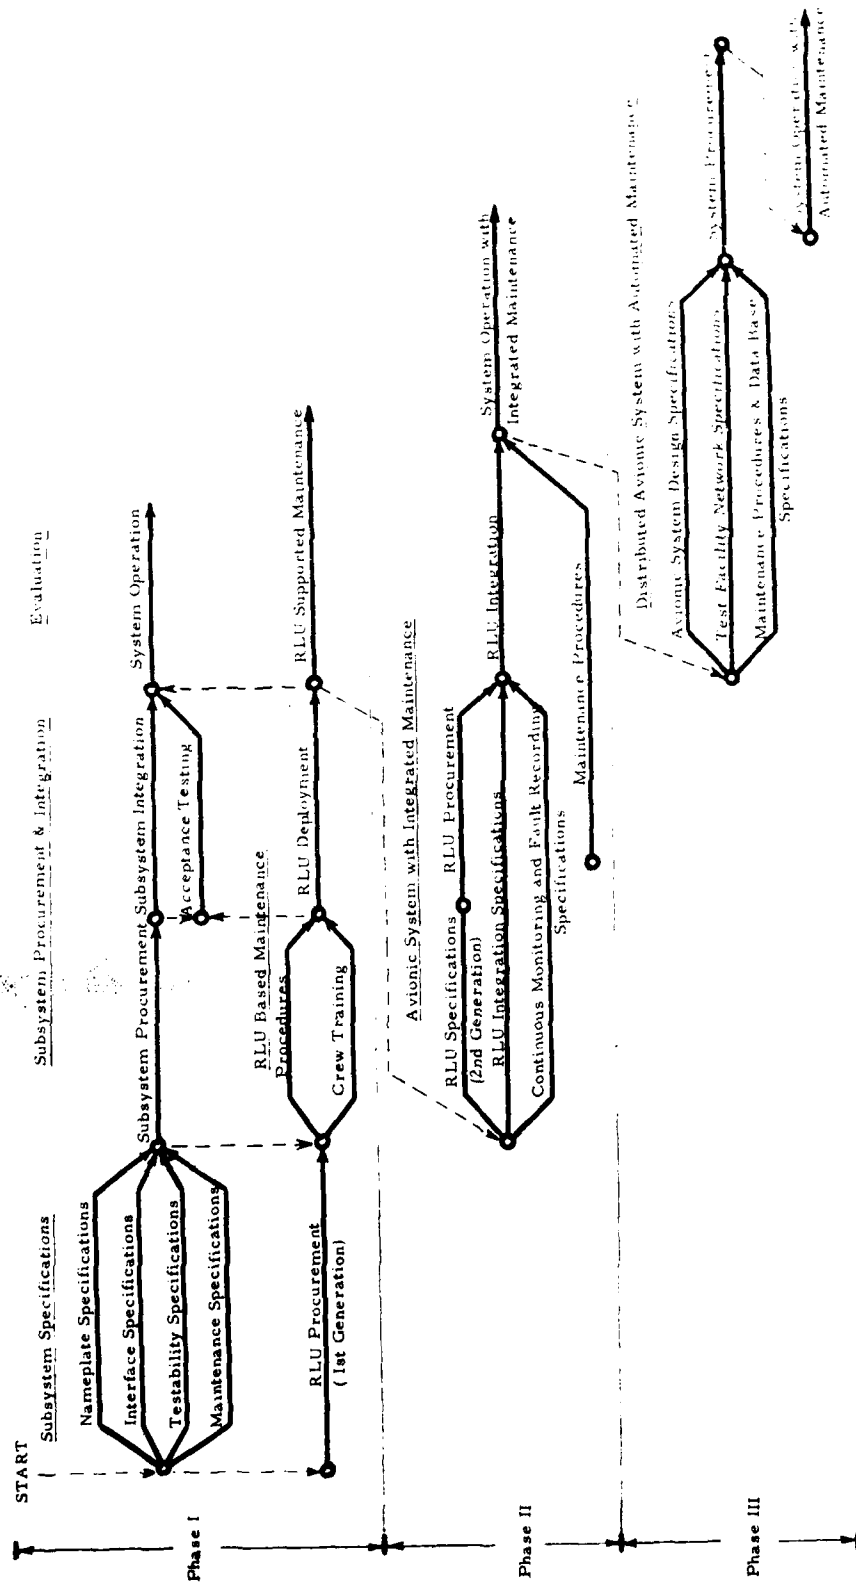 START
Subsystem Specifications
Subsystem Procurement & Integration
Evaluation
Nameplate Specifications
Interface Specifications
Testability Specifications
Maintenance Specifications
Subsystem Procurement
Subsystem Integration
Acceptance Testing
System Operation
RLU Procurement
( 1st Generation)
RLU Based Maintenance
Procedures
Crew Training
RLU Deployment
RLU Supported Maintenance
Phase I
Avionic System with Integrated Maintenance
RLU Specifications
(2nd Generation)
RLU Procurement
RLU Integration Specifications
Continuous Monitoring and Fault Recording
Specifications
RLU Integration
Maintenance Procedures
System Operation with
Integrated Maintenance
Phase II
Distributed Avionic System with Automated Maintenance
Avionic System Design Specifications
Test Facility Network Specifications
Maintenance Procedures & Data Base
Specifications
System Procurement
System Operation with
Automated Maintenance
Phase III